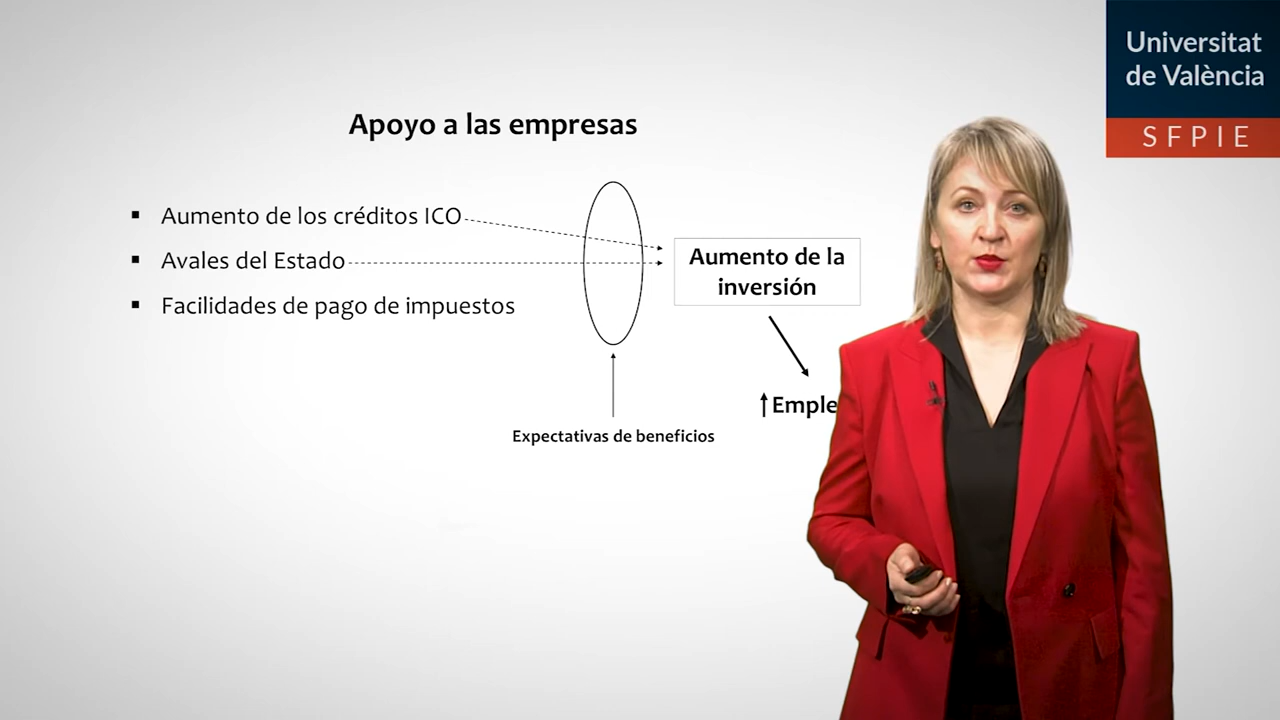 Universitat
de València
SFPIE
Apoyo a las empresas
▪ Aumento de los créditos ICO
▪ Avales del Estado
▪ Facilidades de pago de impuestos
Aumento de la
inversión
↑Emple
Expectativas de beneficios